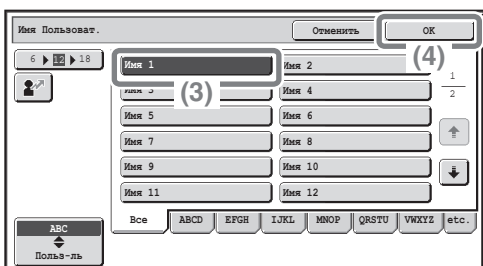 Имя Пользоват.
Отменить
OK
(4)
6 12 18
Имя 1
Имя 2
(3)
1
2
Имя 3
Имя 4
Имя 5
Имя 6
Имя 7
Имя 8
Имя 9
Имя 10
Имя 11
Имя 12
Все
ABCD
EFGH
IJKL
MNOP
QRSTU
VWXYZ
etc.
ABC
Польз-ль